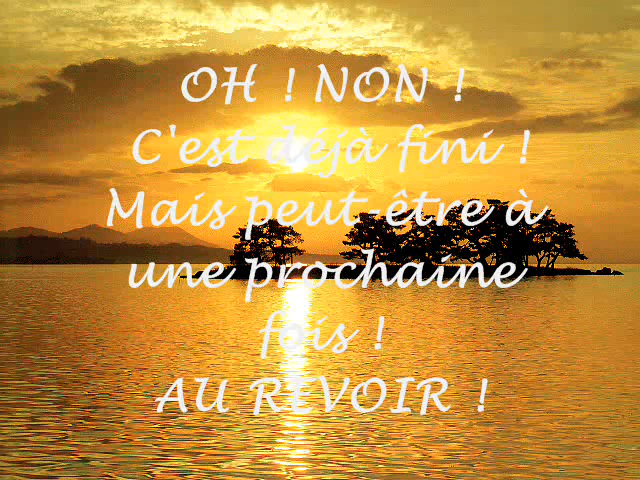 OH ! NON !
C'est déjà fini !
Mais peut-être à
une prochaine
fois !
AU REVOIR !